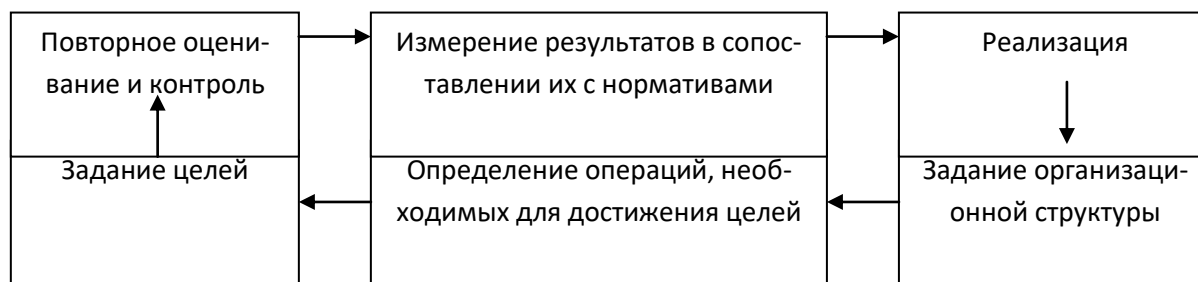 Повторное оцени-
вание и контроль
Измерение результатов в сопос-
тавлении их с нормативами
Реализация
Задание целей
Определение операций, необ-
ходимых для достижения целей
Задание организаци-
онной структуры